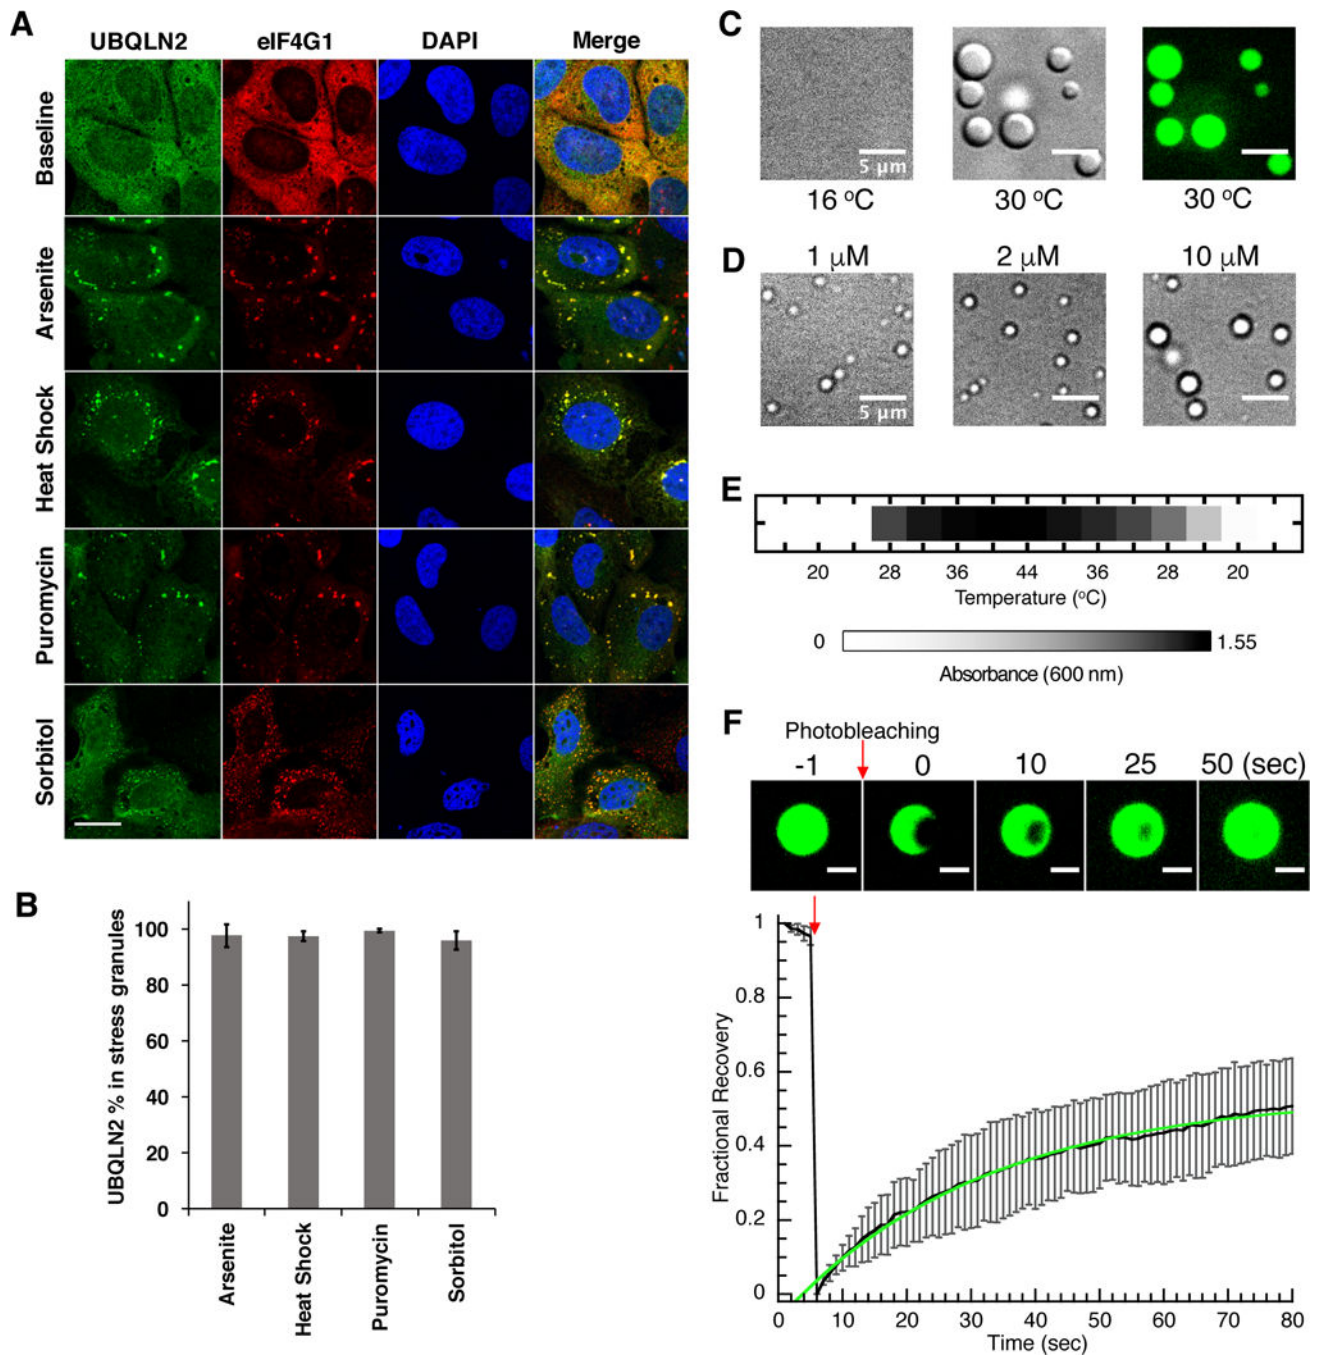 A
UBQLN2 eIF4G1 DAPI Merge
Baseline
Arsenite
Heat Shock
Puromycin
Sorbitol
B
UBQLN2 % in stress granules
100
80
60
40
20
0
Arsenite
Heat Shock
Puromycin
Sorbitol
C
5 μm
16 °C 30 °C 30 °C
D
1 μM 2 μM 10 μM
5 μm
E
20 28 36 44 36 28 20
Temperature (°C)
0 1.55
Absorbance (600 nm)
F
Photobleaching
-1 0 10 25 50 (sec)
Fractional Recovery
1
0.8
0.6
0.4
0.2
0
0 10 20 30 40 50 60 70 80
Time (sec)